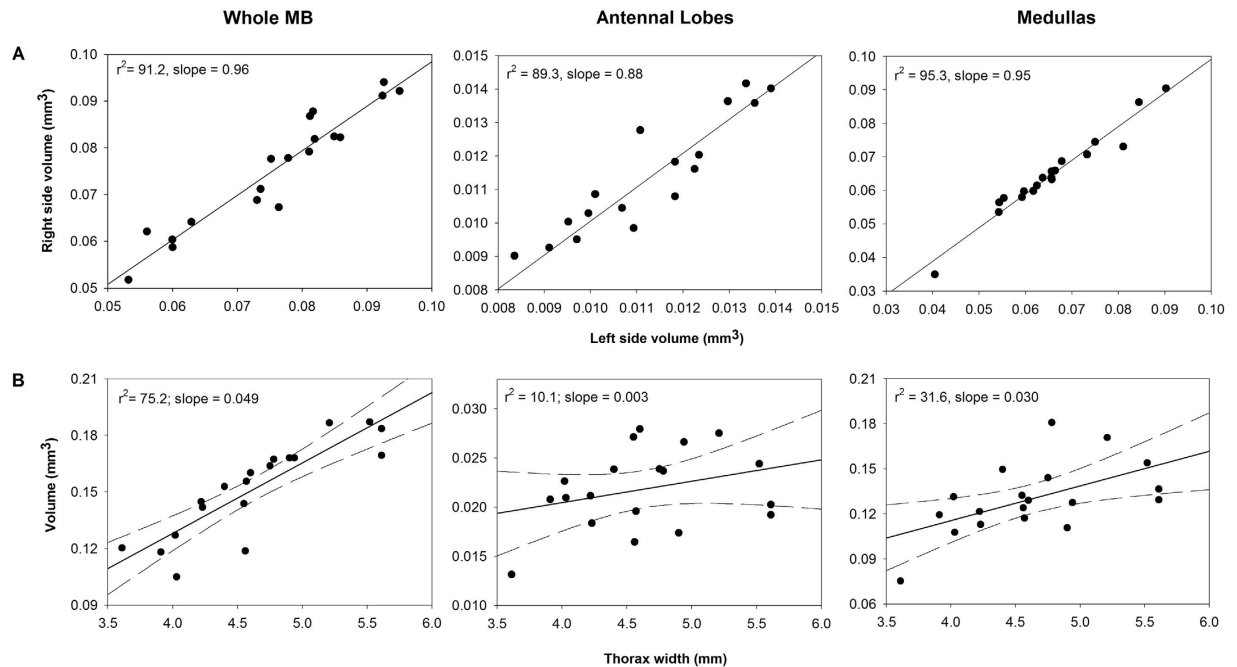 Whole MB
Antennal Lobes
Medullas
A
Right side volume (mm³)
0.10
0.09
0.08
0.07
0.06
0.05
r²= 91.2, slope = 0.96
0.05 0.06 0.07 0.08 0.09 0.10
0.015
0.014
0.013
0.012
0.011
0.010
0.009
0.008
r² = 89.3, slope = 0.88
0.008 0.009 0.010 0.011 0.012 0.013 0.014 0.015
0.10
0.09
0.08
0.07
0.06
0.05
0.04
0.03
r² = 95.3, slope = 0.95
0.03 0.04 0.05 0.06 0.07 0.08 0.09 0.10
Left side volume (mm³)
B
Volume (mm³)
0.21
0.18
0.15
0.12
0.09
r²= 75.2; slope = 0.049
3.5 4.0 4.5 5.0 5.5 6.0
0.030
0.025
0.020
0.015
0.010
r² = 10.1; slope = 0.003
3.5 4.0 4.5 5.0 5.5 6.0
0.21
0.18
0.15
0.12
0.09
0.06
r² = 31.6, slope = 0.030
3.5 4.0 4.5 5.0 5.5 6.0
Thorax width (mm)